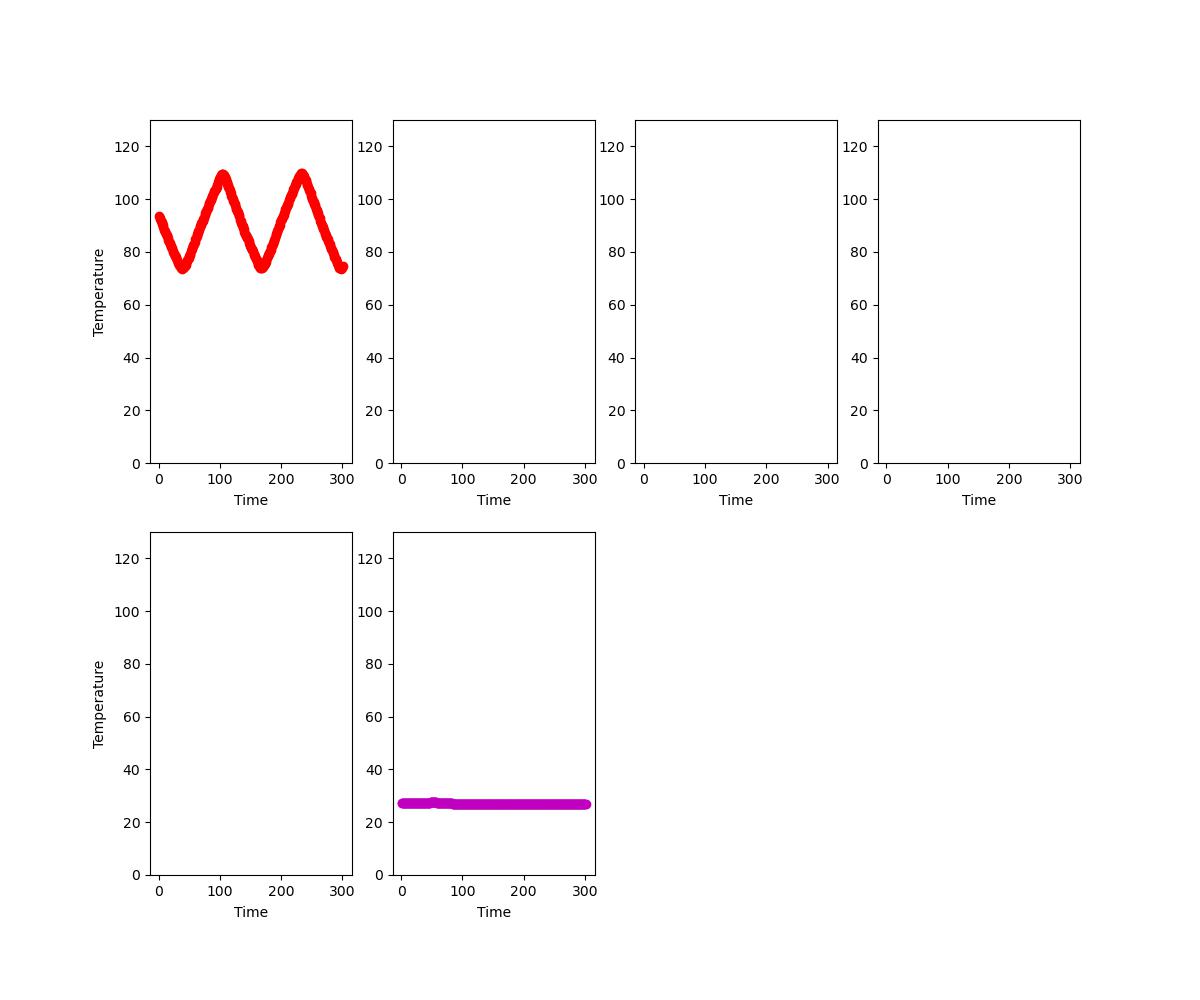 120 120 120 120
100 100 100 100
80 80 80 80
60 60 60 60
40 40 40 40
20 20 20 20
0 0 0 0
Temperature
0 100 200 300 0 100 200 300 0 100 200 300 0 100 200 300
Time Time Time Time
120 120
100 100
80 80
60 60
40 40
20 20
0 0
Temperature
0 100 200 300 0 100 200 300
Time Time